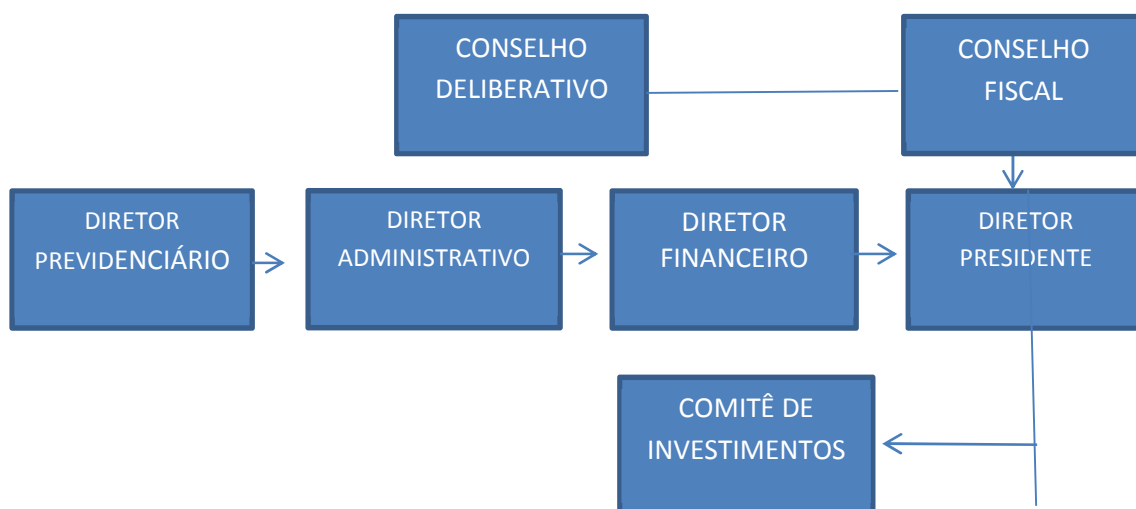 CONSELHO
DELIBERATIVO
CONSELHO
FISCAL
DIRETOR
PREVIDENCIÁRIO
DIRETOR
ADMINISTRATIVO
DIRETOR
FINANCEIRO
DIRETOR
PRESIDENTE
COMITÊ DE
INVESTIMENTOS